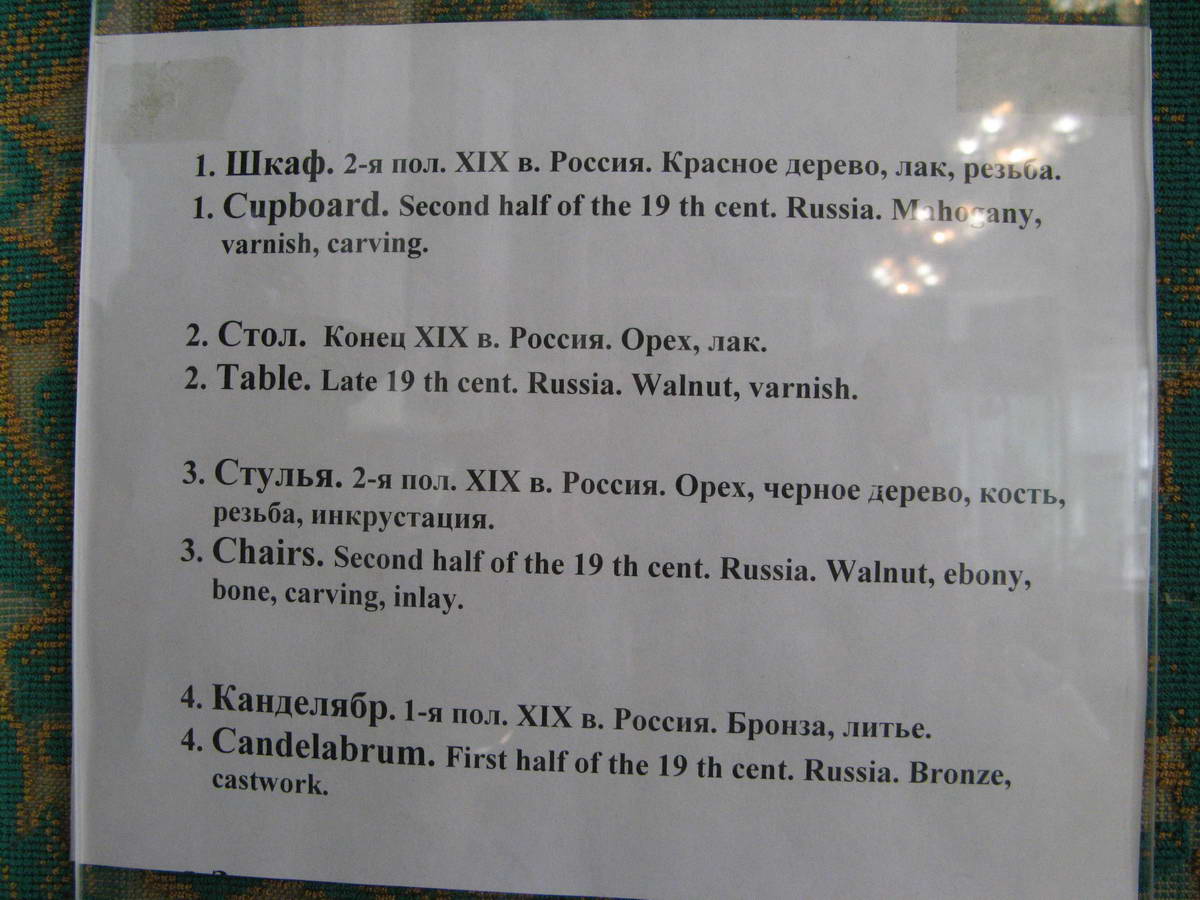 1. Шкаф. 2-я пол. XIX в. Россия. Красное дерево, лак, резьба.
1. Cupboard. Second half of the 19 th cent. Russia. Mahogany,
varnish, carving.
2. Стол. Конец XIX в. Россия. Орех, лак.
2. Table. Late 19 th cent. Russia. Walnut, varnish.
3. Стулья. 2-я пол. XIX в. Россия. Орех, черное дерево, кость,
резьба, инкрустация.
3. Chairs. Second half of the 19 th cent. Russia. Walnut, ebony,
bone, carving, inlay.
4. Канделябр. 1-я пол. XIX в. Россия. Бронза, литье.
4. Candelabrum. First half of the 19 th cent. Russia. Bronze,
castwork.